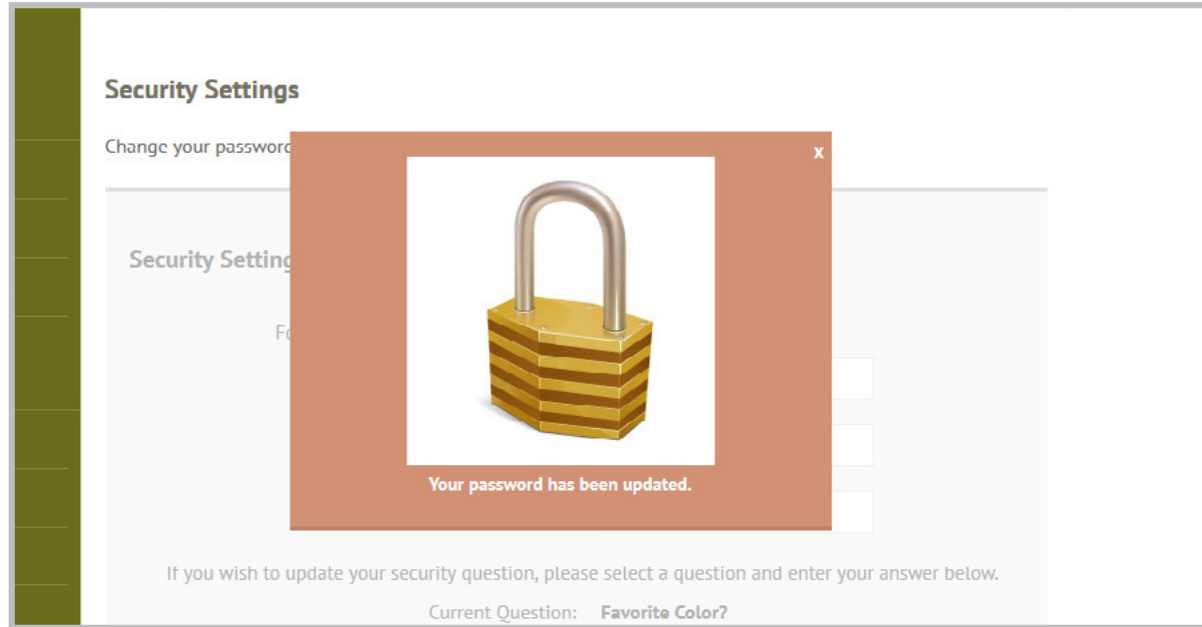 Security Settings
Change your password
x
Security Setting
Fo
Your password has been updated.
If you wish to update your security question, please select a question and enter your answer below.
Current Question: Favorite Color?